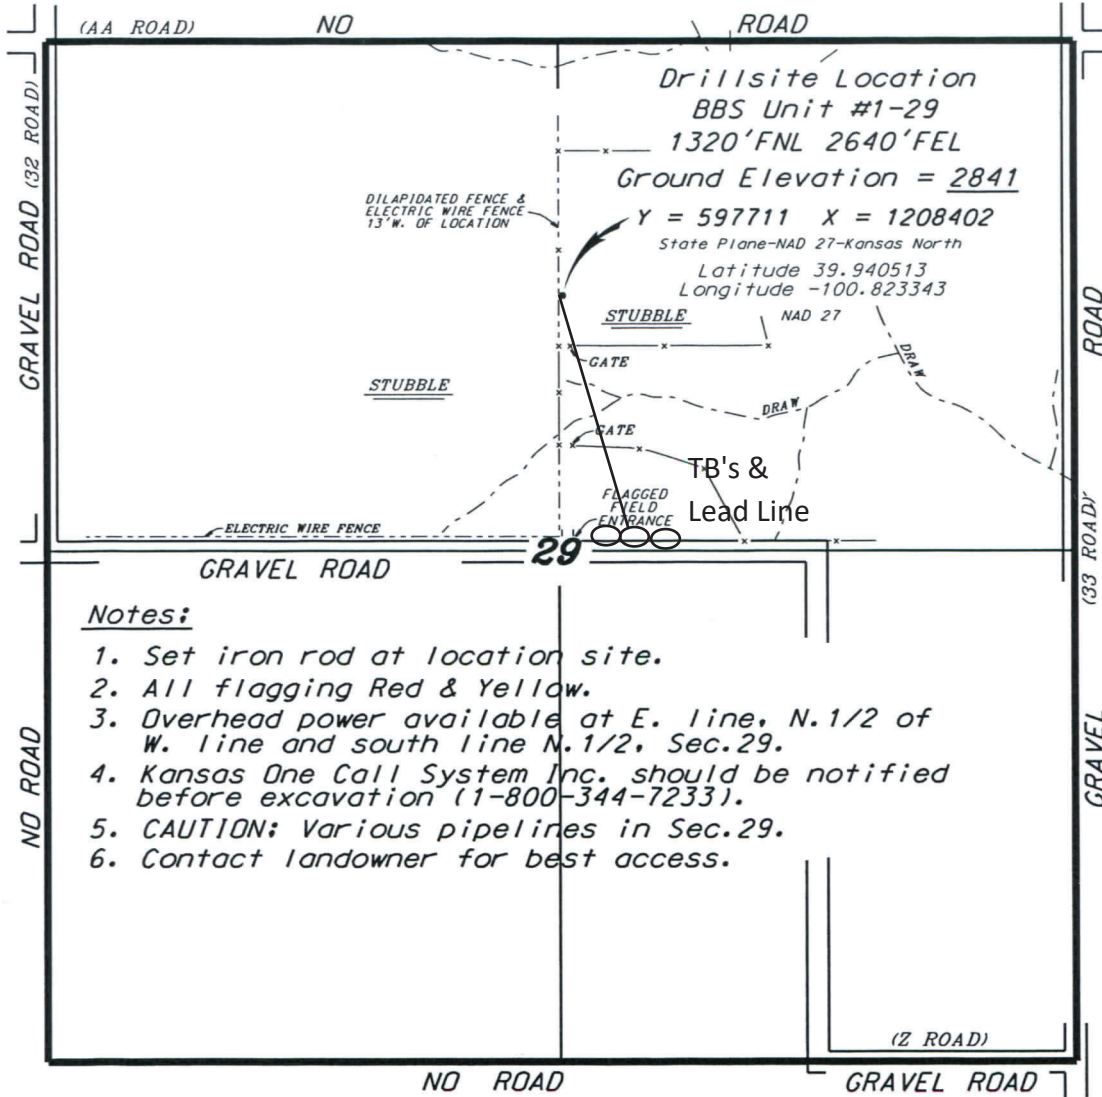 (AA ROAD)
NO
ROAD
GRAVEL ROAD (32 ROAD)
Drillsite Location
BBS Unit #1-29
1320'FNL 2640'FEL
Ground Elevation = 2841
Y = 597711 X = 1208402
State Plane-NAD 27-Kansas North
Latitude 39.940513
Longitude -100.823343
NAD 27
DILAPIDATED FENCE &
ELECTRIC WIRE FENCE
13'W. OF LOCATION
STUBBLE
GATE
STUBBLE
DRAW
DRAW
GATE
TB's &
Lead Line
FLAGGED
FIELD
ENTRANCE
ELECTRIC WIRE FENCE
29
GRAVEL ROAD
ROAD
(33 ROAD)
GRAVEL
Notes:
1. Set iron rod at location site.
2. All flagging Red & Yellow.
3. Overhead power available at E. line, N.1/2 of
W. line and south line N.1/2, Sec.29.
4. Kansas One Call System Inc. should be notified
before excavation (1-800-344-7233).
5. CAUTION: Various pipelines in Sec.29.
6. Contact landowner for best access.
NO ROAD
(Z ROAD)
NO ROAD
GRAVEL ROAD